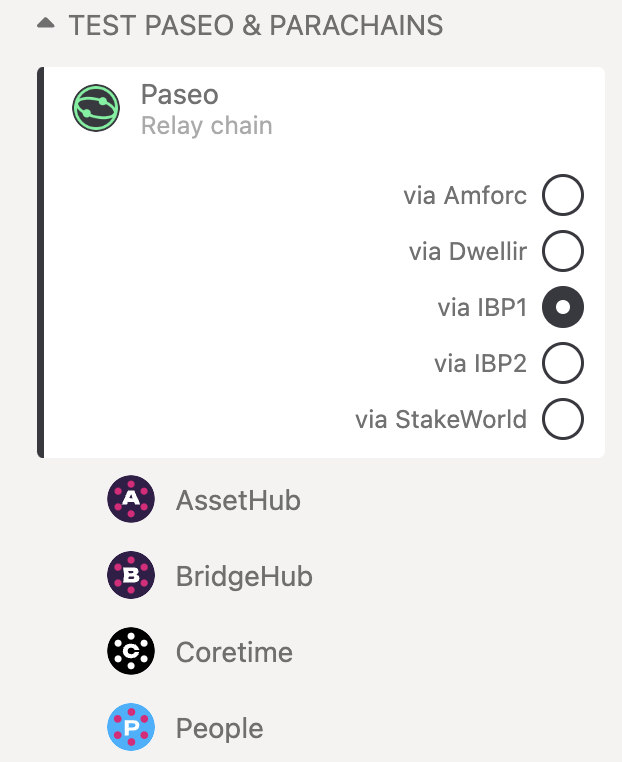 TEST PASEO & PARACHAINS
Paseo
Relay chain
via Amforc
via Dwellir
via IBP1
via IBP2
via StakeWorld
A AssetHub
B BridgeHub
C Coretime
P People